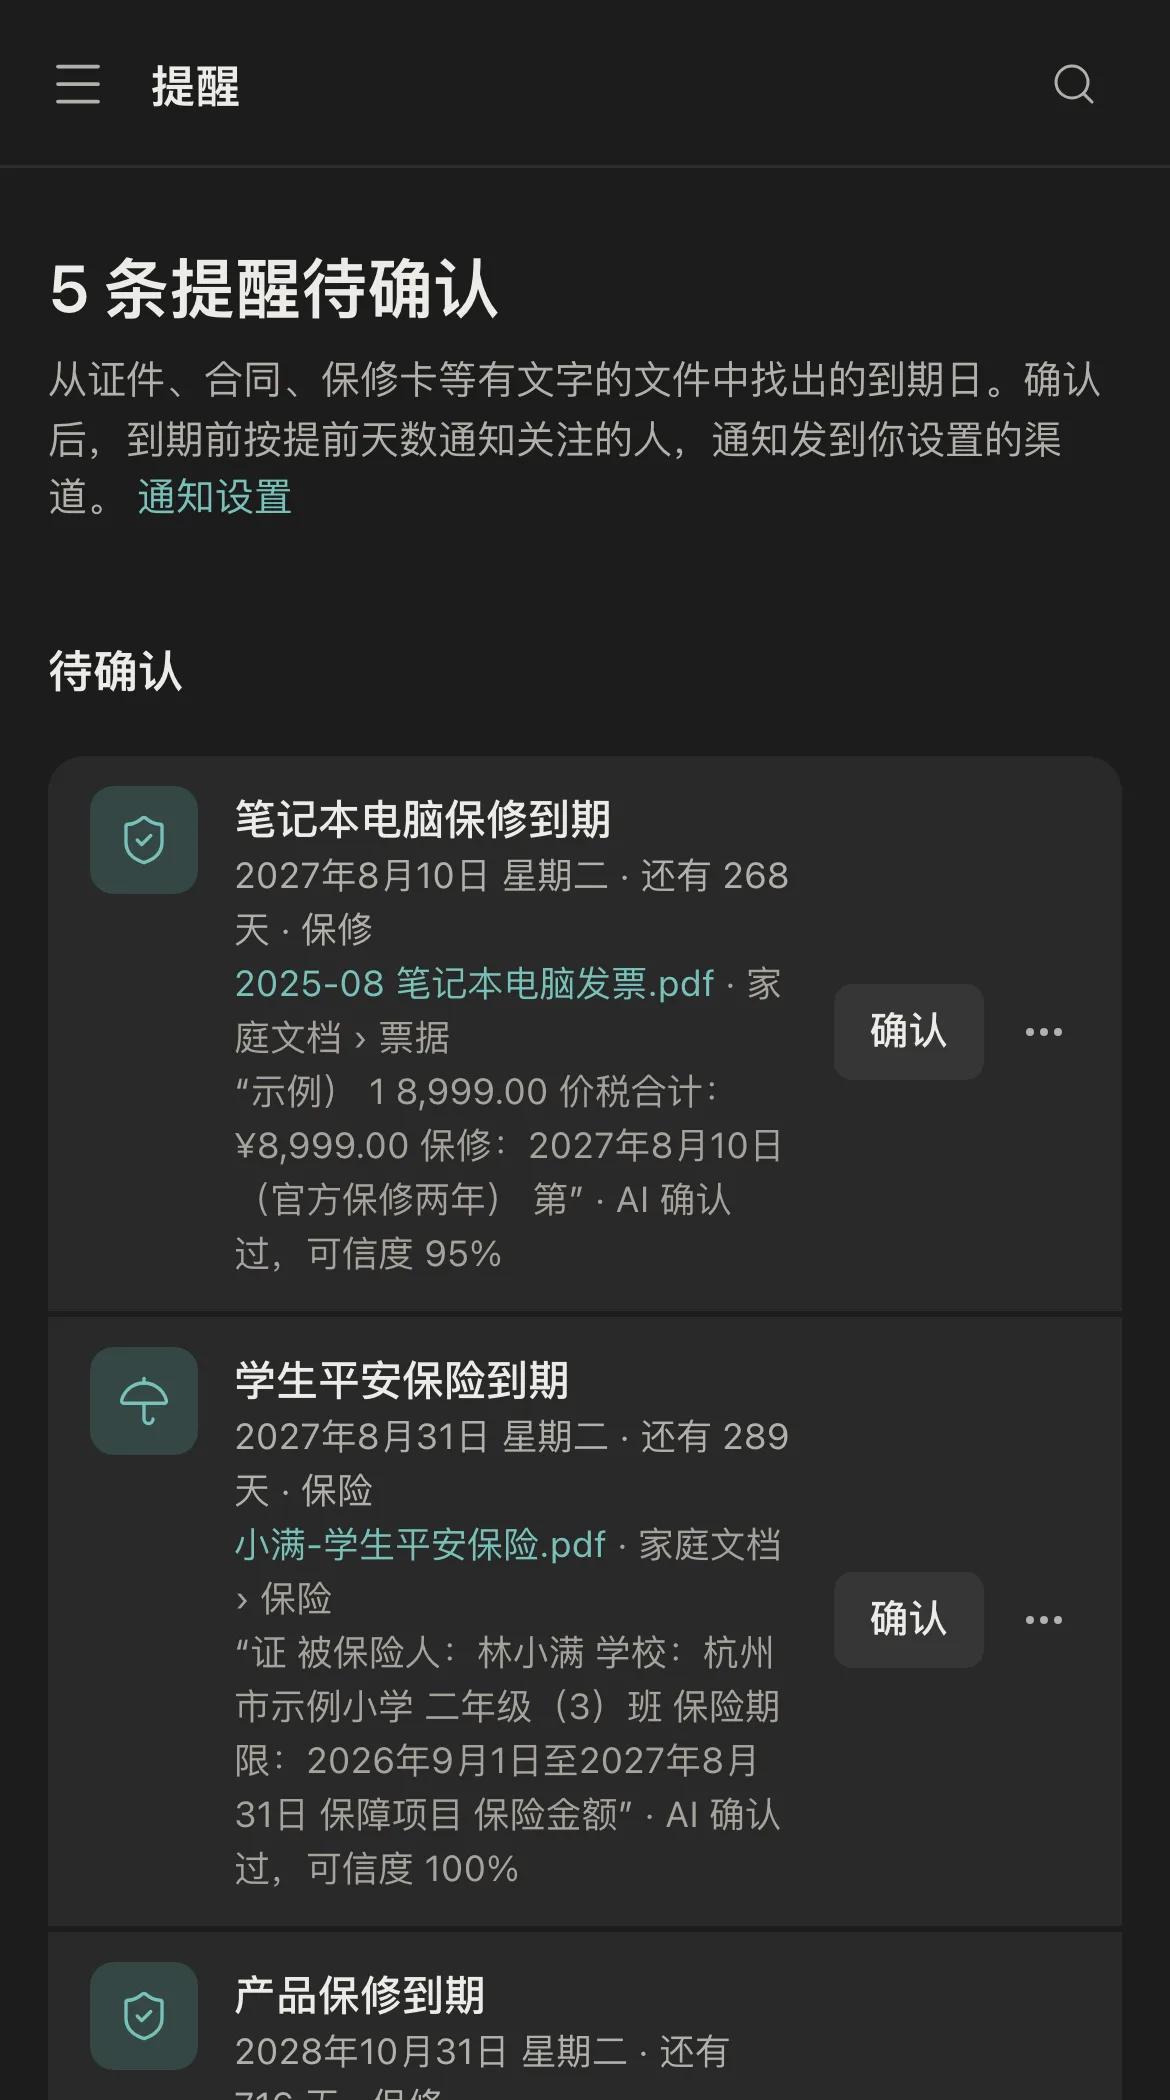 提醒
5 条提醒待确认
从证件、合同、保修卡等有文字的文件中找出的到期日。确认
后，到期前按提前天数通知关注的人，通知发到你设置的渠
道。 通知设置
待确认
笔记本电脑保修到期
2027年8月10日 星期二 · 还有 268
天 · 保修
2025-08 笔记本电脑发票.pdf · 家
庭文档 › 票据
“示例） 1 8,999.00 价税合计：
¥8,999.00 保修：2027年8月10日
（官方保修两年） 第” · AI 确认
过，可信度 95%
确认
学生平安保险到期
2027年8月31日 星期二 · 还有 289
天 · 保险
小满-学生平安保险.pdf · 家庭文档
› 保险
“证 被保险人：林小满 学校：杭州
市示例小学 二年级（3）班 保险期
限：2026年9月1日至2027年8月
31日 保障项目 保险金额” · AI 确认
过，可信度 100%
确认
产品保修到期
2028年10月31日 星期二 · 还有
716 天 · 保修